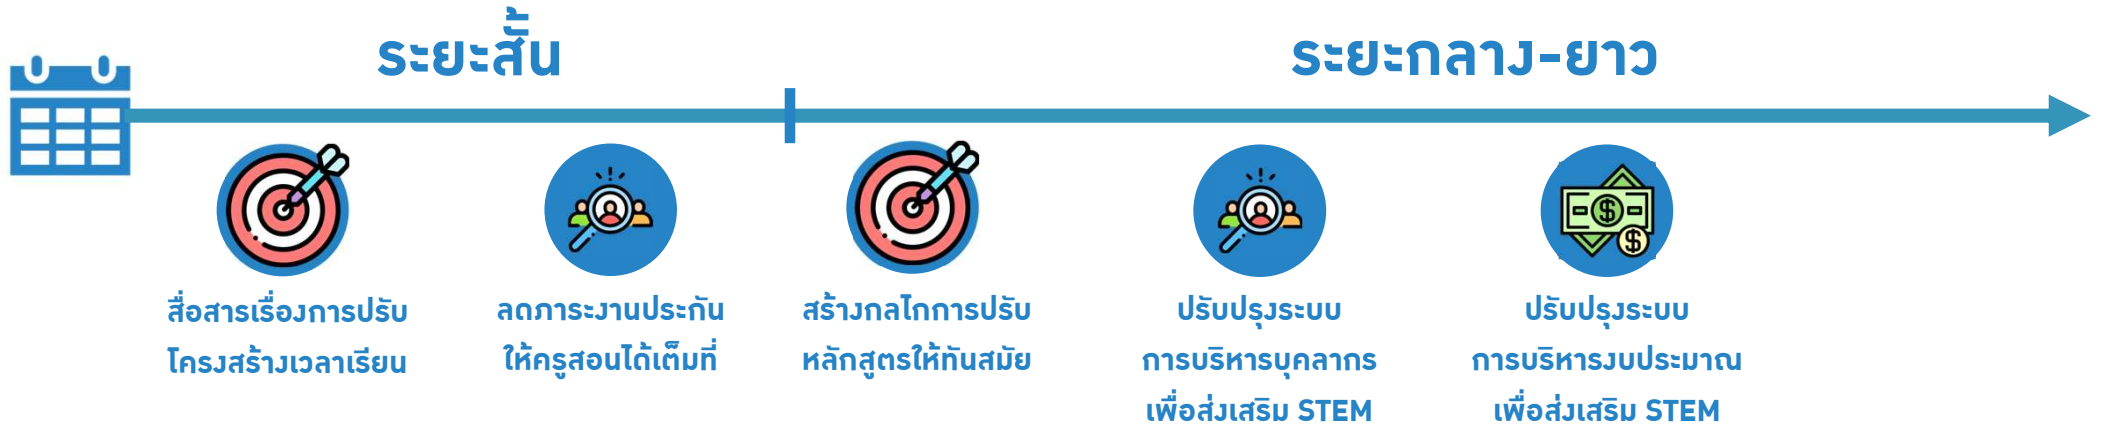 ระยะสั้น
ระยะกลาง-ยาว
สื่อสารเรื่องการปรับ
โครงสร้างเวลาเรียน
ลดภาระงานประกัน
ให้ครูสอนได้เต็มที่
สร้างกลไกการปรับ
หลักสูตรให้ทันสมัย
ปรับปรุงระบบ
การบริหารบุคลากร
เพื่อส่งเสริม STEM
ปรับปรุงระบบ
การบริหารงบประมาณ
เพื่อส่งเสริม STEM